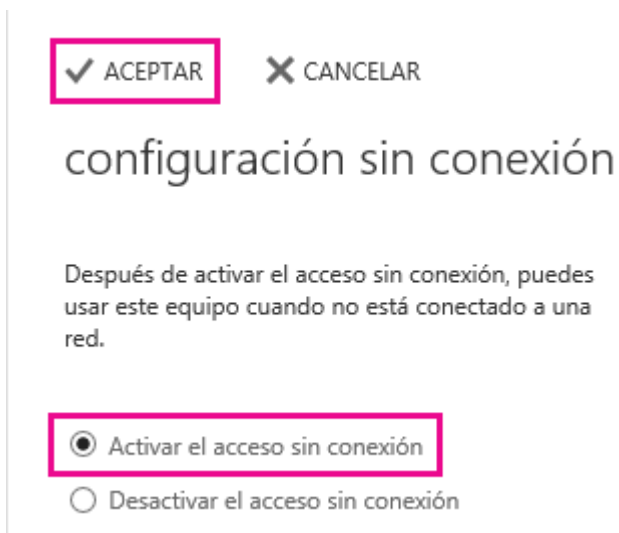 ACEPTAR CANCELAR
configuración sin conexión
Después de activar el acceso sin conexión, puedes
usar este equipo cuando no está conectado a una
red.
Activar el acceso sin conexión
Desactivar el acceso sin conexión